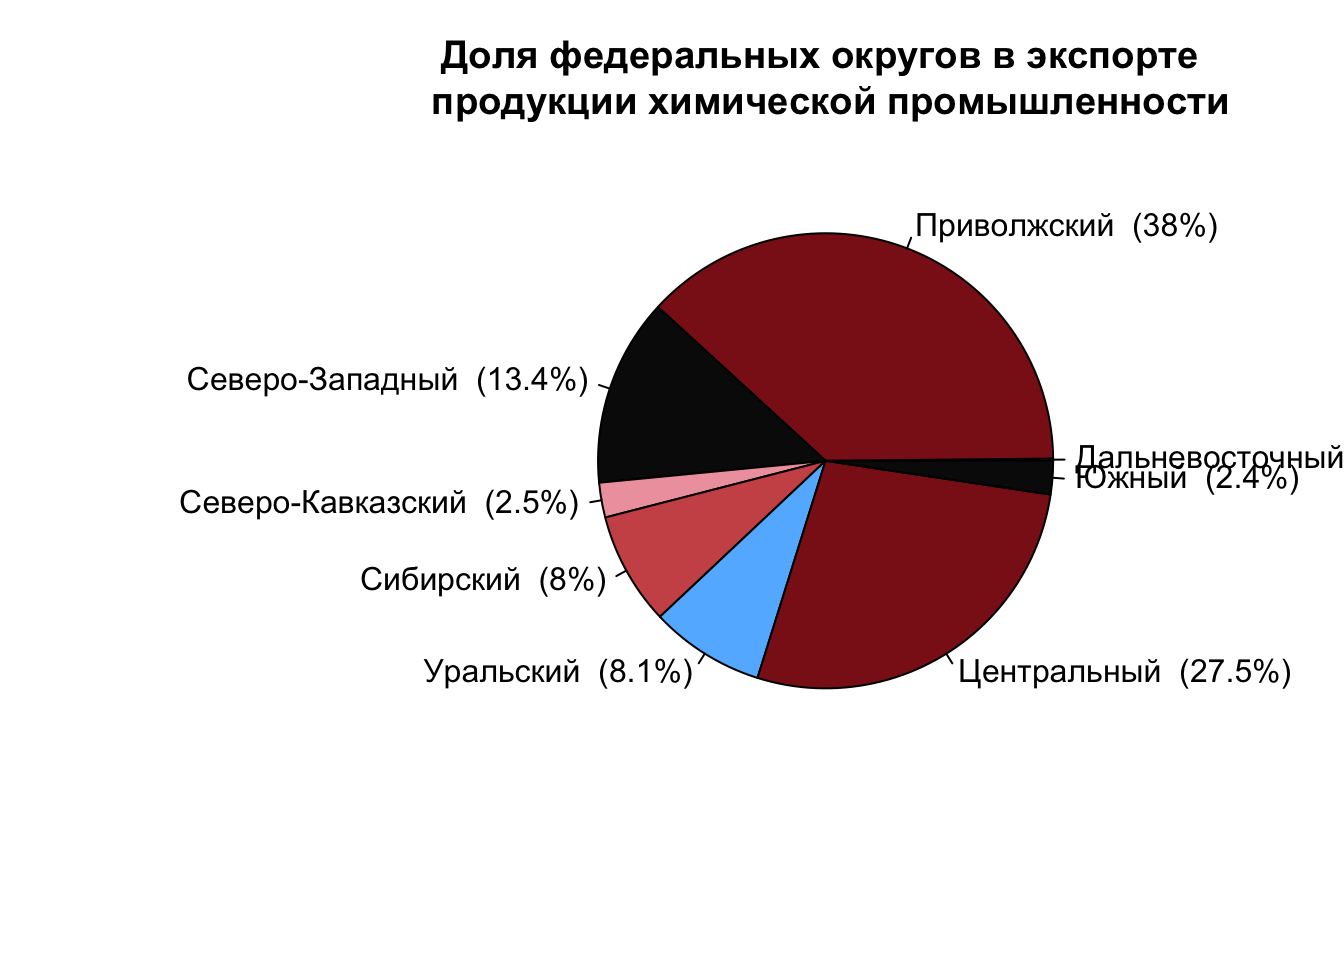 Доля федеральных округов в экспорте
продукции химической промышленности
Приволжский (38%)
Северо-Западный (13.4%)
Дальневосточный
Южный (2.4%)
Северо-Кавказский (2.5%)
Сибирский (8%)
Уральский (8.1%)
Центральный (27.5%)